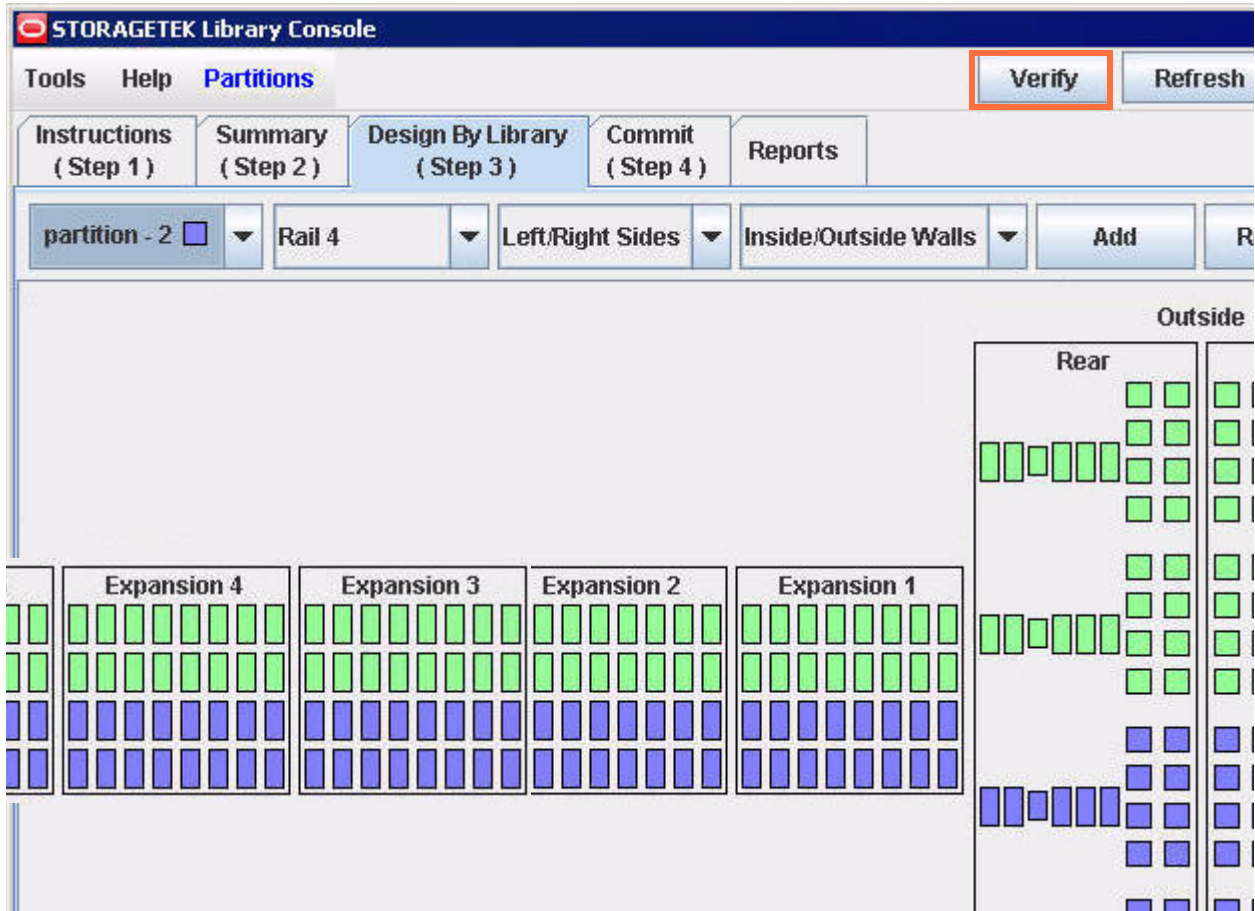 STORAGETEK Library Console
Tools Help Partitions Verify Refresh
Instructions
( Step 1 )
Summary
( Step 2 )
Design By Library
( Step 3 )
Commit
( Step 4 )
Reports
partition - 2 Rail 4 Left/Right Sides Inside/Outside Walls Add R
Outside
Rear
Expansion 4 Expansion 3 Expansion 2 Expansion 1